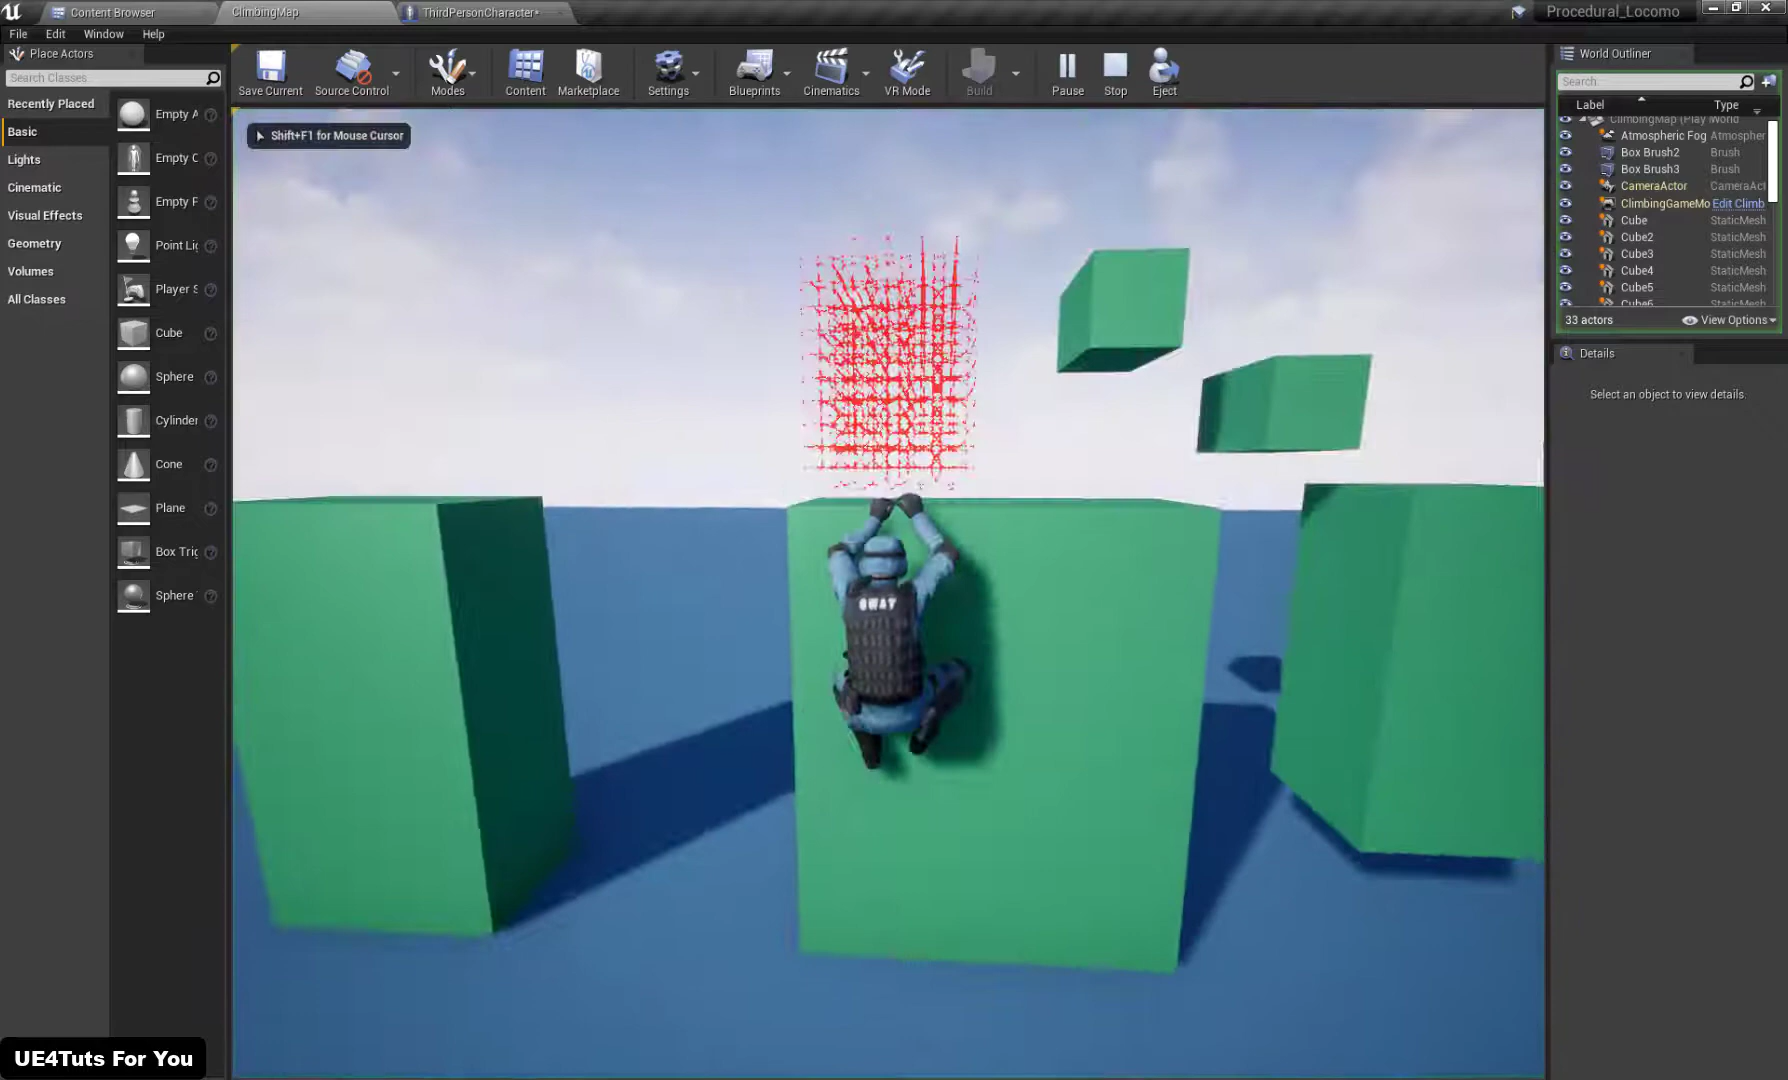 Content Browser
ClimbingMap
ThirdPersonCharacter*
Procedural_Locomo
File
Edit
Window
Help
Place Actors
Search Classes
Recently Placed
Basic
Lights
Cinematic
Visual Effects
Geometry
Volumes
All Classes
Empty A
Empty C
Empty F
Point Lig
Player S
Cube
Sphere
Cylinder
Cone
Plane
Box Trig
Sphere
Save Current
Source Control
Modes
Content
Marketplace
Settings
Blueprints
Cinematics
VR Mode
Build
Pause
Stop
Eject
Shift+F1 for Mouse Cursor
World Outliner
Search
Label Type
ClimbingMap (Play World
Atmospheric Fog Atmospher
Box Brush2 Brush
Box Brush3 Brush
CameraActor CameraAct
ClimbingGameMo Edit Climb
Cube StaticMesh
Cube2 StaticMesh
Cube3 StaticMesh
Cube4 StaticMesh
Cube5 StaticMesh
Cube6 StaticMesh
33 actors
View Options
Details
Select an object to view details.
UE4Tuts For You